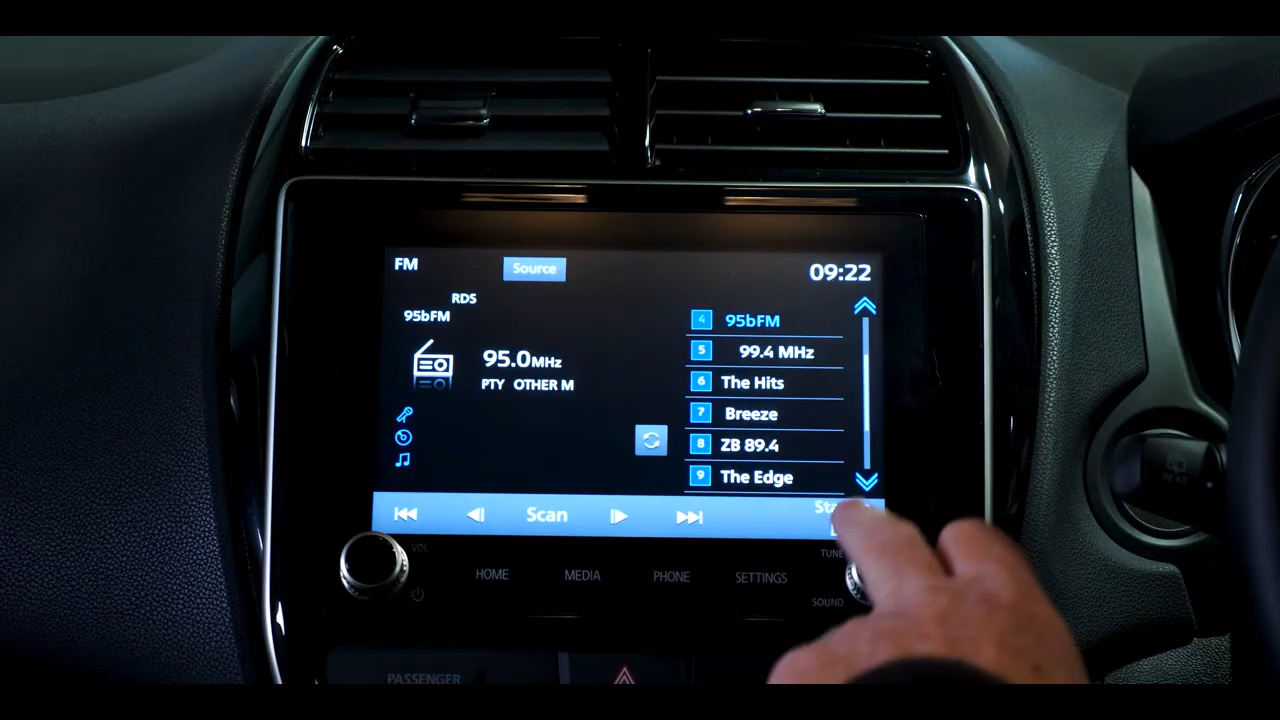 FM
Source
09:22
RDS
95bFM
95.0MHz
PTY OTHER M
4 95bFM
5 99.4 MHz
6 The Hits
7 Breeze
8 ZB 89.4
9 The Edge
Scan
VOL
TUNE
HOME
MEDIA
PHONE
SETTINGS
SOUND
PASSENGER
REAR